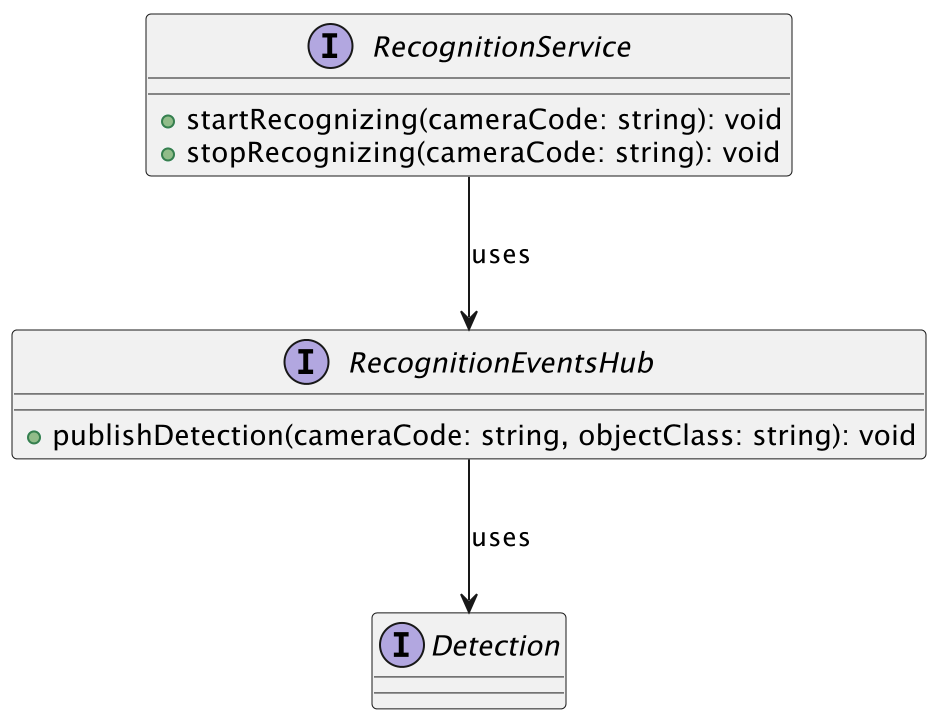 I RecognitionService
startRecognizing(cameraCode: string): void
stopRecognizing(cameraCode: string): void
uses
I RecognitionEventsHub
publishDetection(cameraCode: string, objectClass: string): void
uses
I Detection